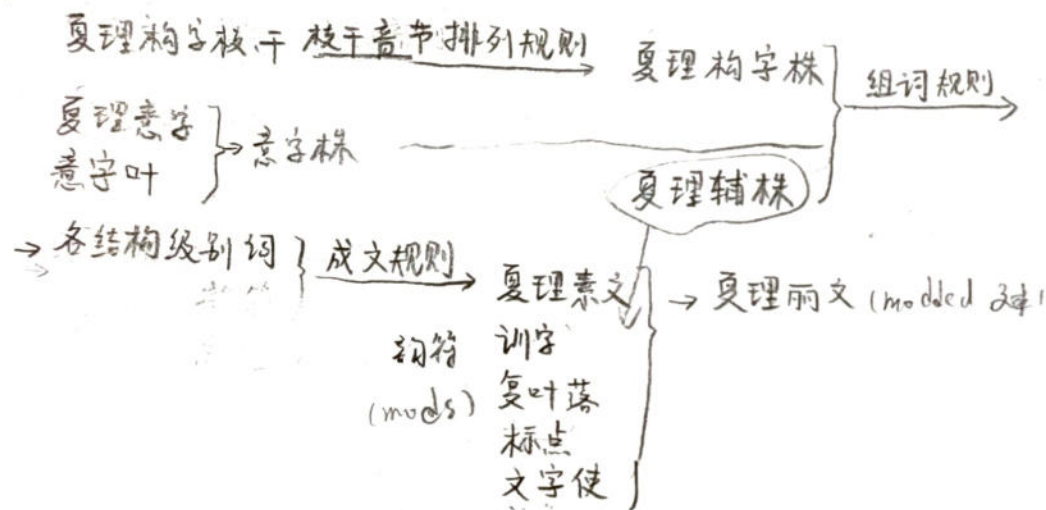 夏理构字枝、干 枝干音节排列规则 夏理构字株 组词规则
夏理意字
意字叶 意字株
夏理辅株
各结构级别词 成文规则 夏理素文 夏理丽文 (modded
韵符 训字
(mods) 复叶落
标点
文字使